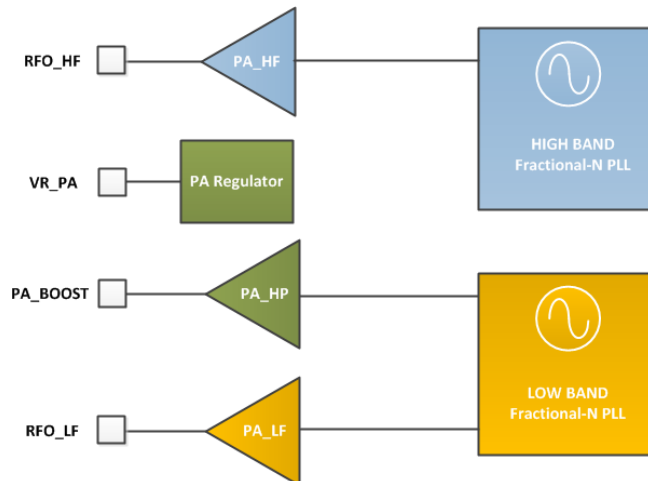 RFO_HF
PA_HF
HIGH BAND
Fractional-N PLL
VR_PA
PA Regulator
PA_BOOST
PA_HP
LOW BAND
Fractional-N PLL
RFO_LF
PA_LF